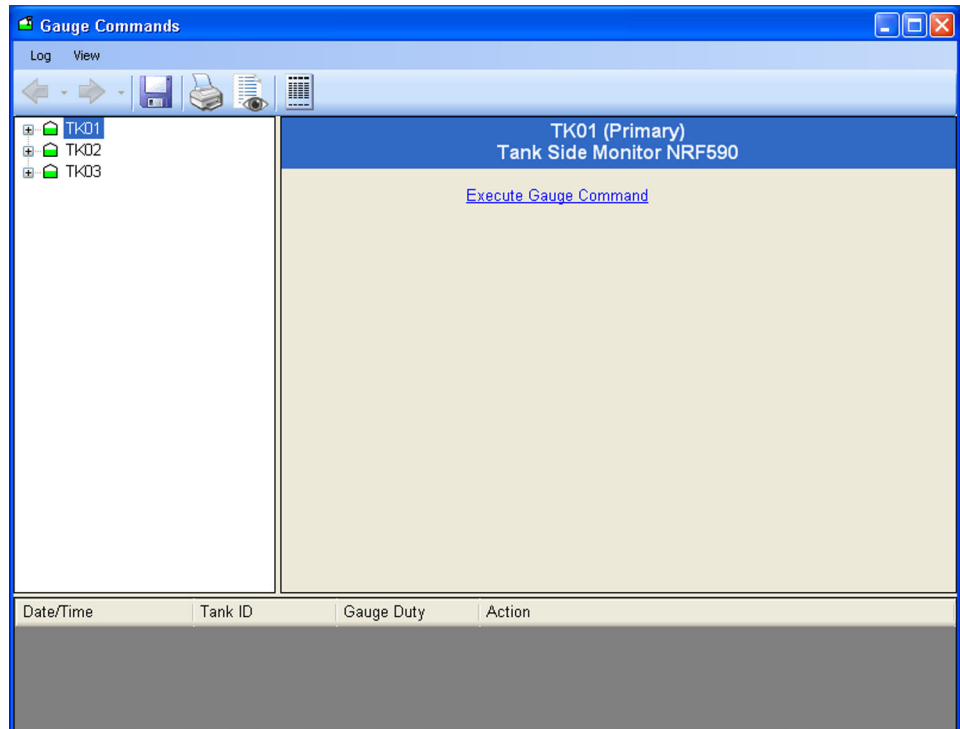 Gauge Commands
Log View
TK01
TK02
TK03
TK01 (Primary)
Tank Side Monitor NRF590
Execute Gauge Command
Date/Time Tank ID Gauge Duty Action